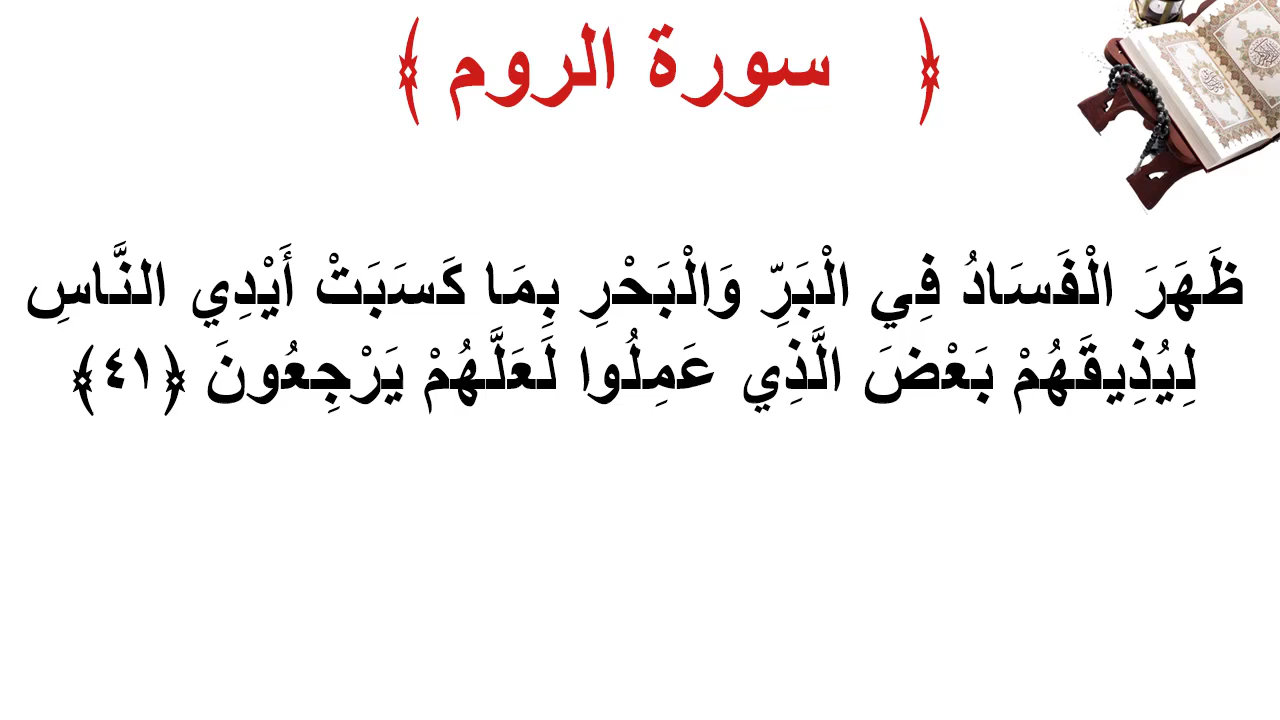 ﴿ سورة الروم ﴾
ظَهَرَ الْفَسَادُ فِي الْبَرِّ وَالْبَحْرِ بِمَا كَسَبَتْ أَيْدِي النَّاسِ
لِيُذِيقَهُمْ بَعْضَ الَّذِي عَمِلُوا لَعَلَّهُمْ يَرْجِعُونَ ﴿٤١﴾